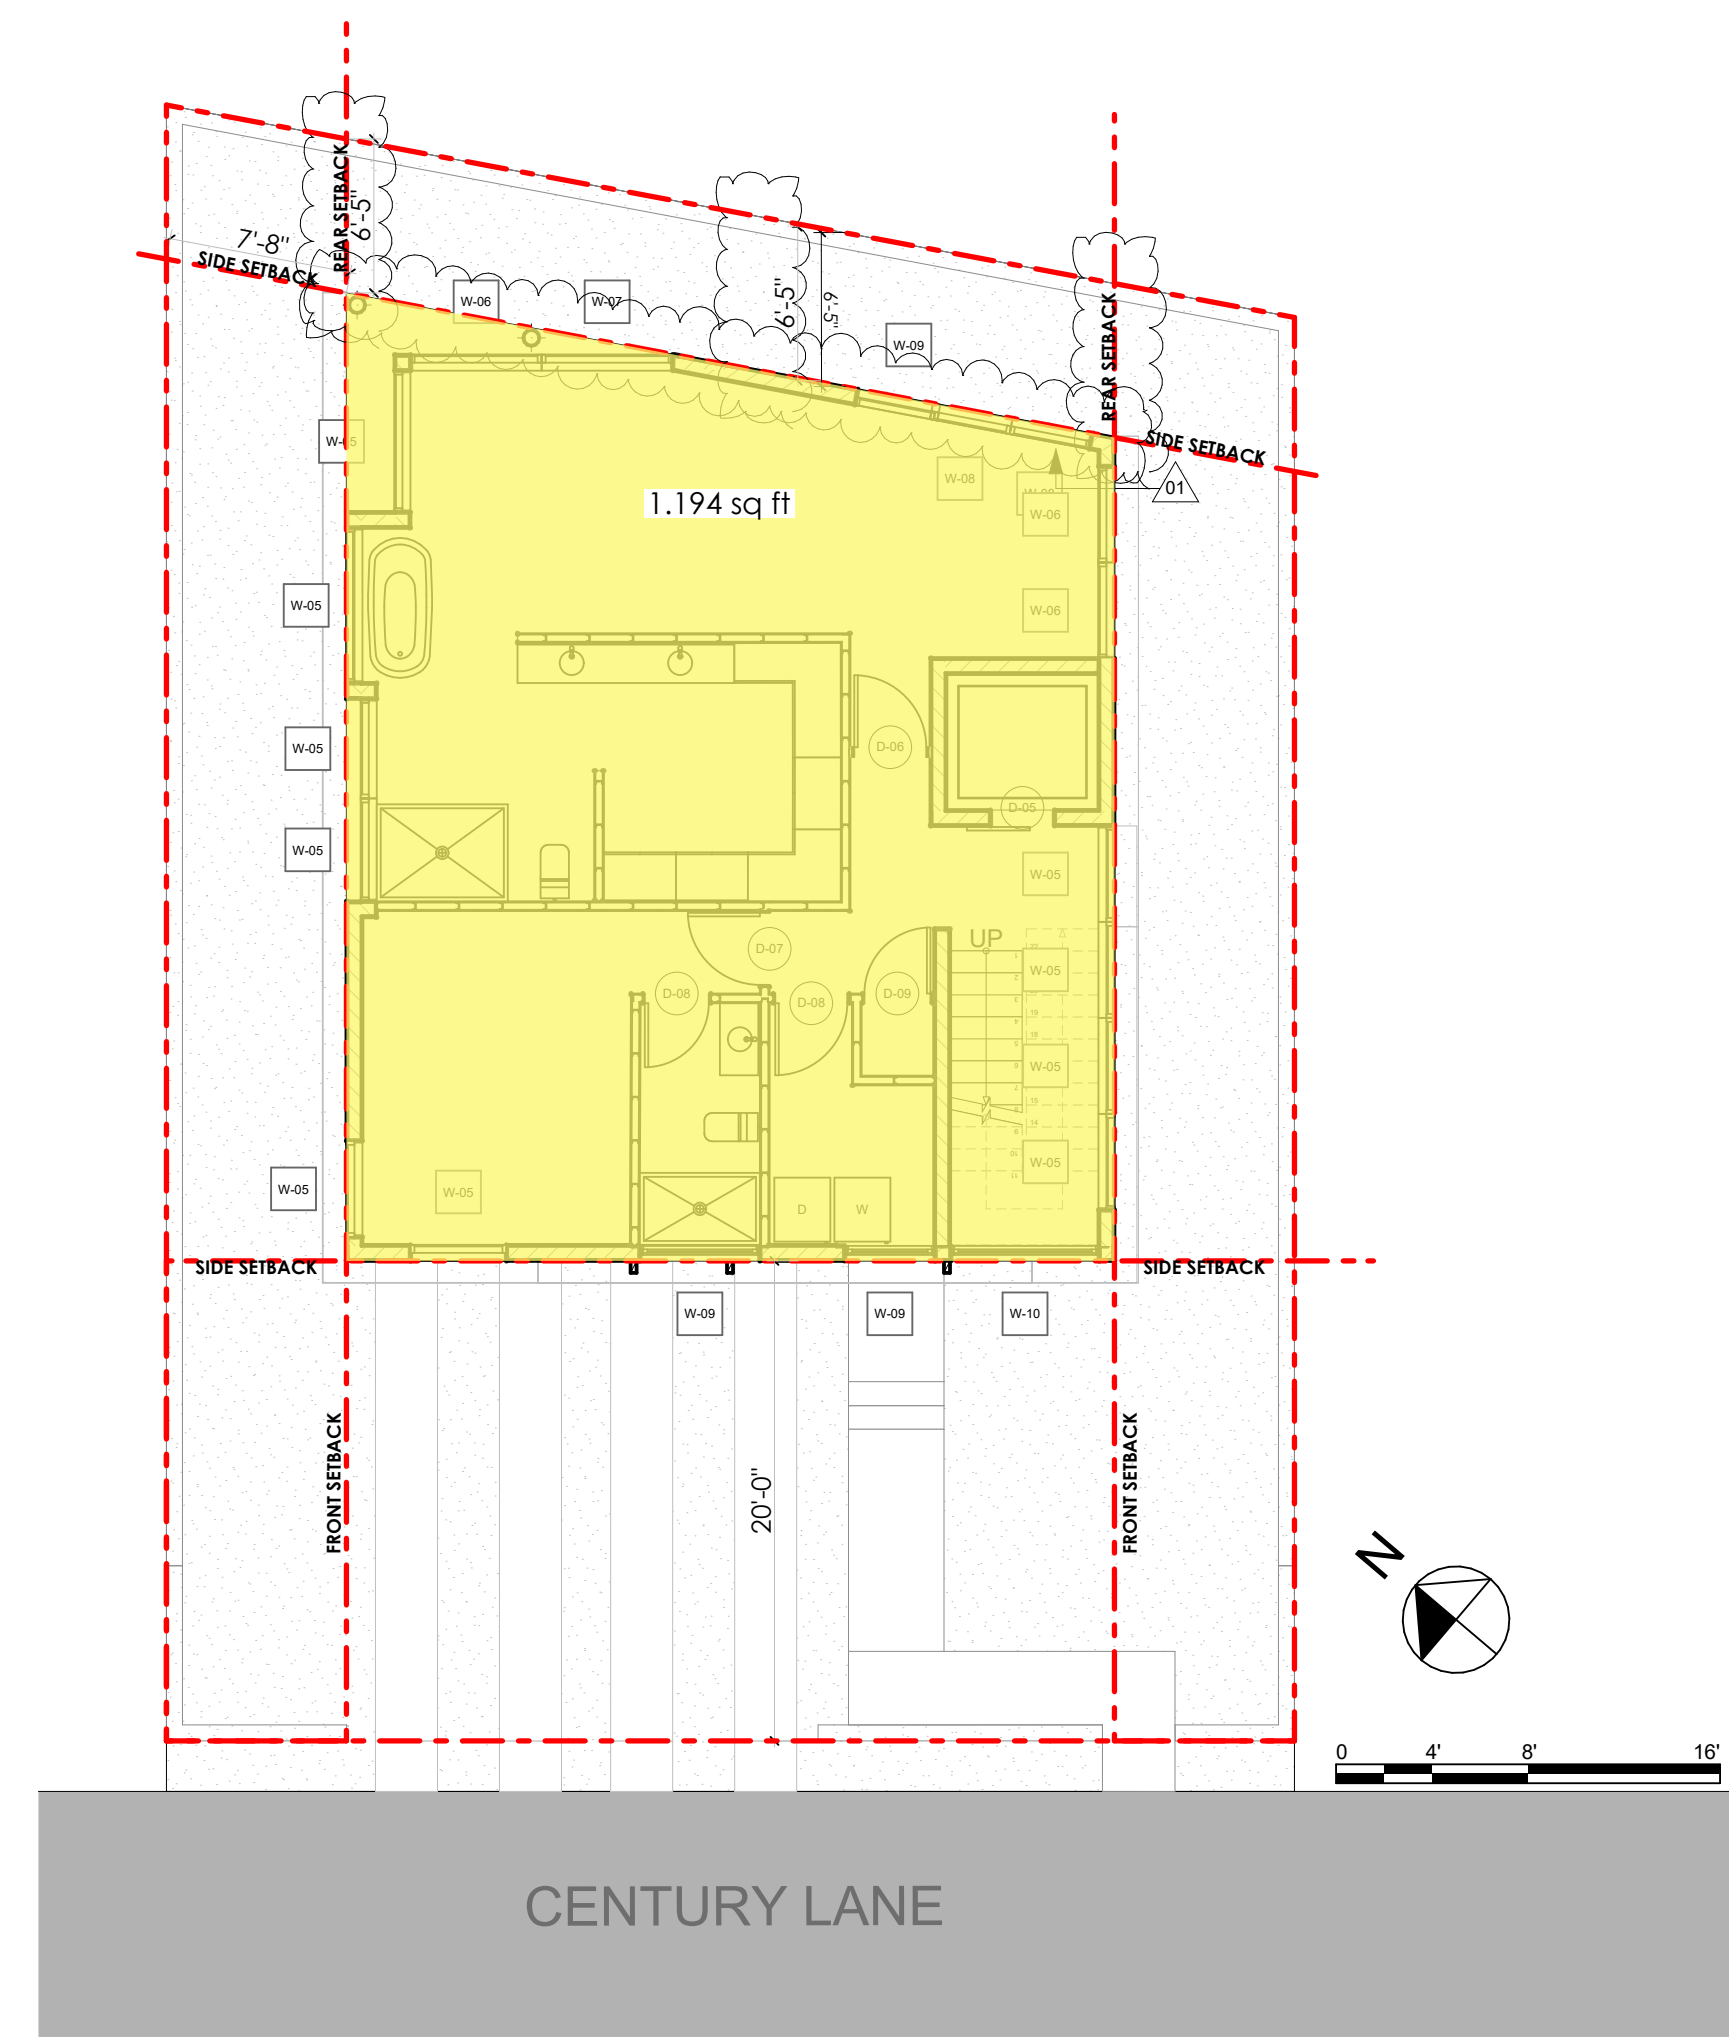 REAR SETBACK
6'-5"
7'-8"
SIDE SETBACK
W-06
W-07
6'-5"
6'-5"
W-09
REAR SETBACK
SIDE SETBACK
W-05
W-08
01
1.194 sq ft
W-06
W-05
W-06
W-05
D-06
D-05
W-05
W-05
UP
D-07
W-05
D-08
D-08
D-09
W-05
W-05
W-05
W-05
D
W
SIDE SETBACK
SIDE SETBACK
W-09
W-09
W-10
FRONT SETBACK
20'-0"
FRONT SETBACK
N
0 4' 8' 16'
CENTURY LANE